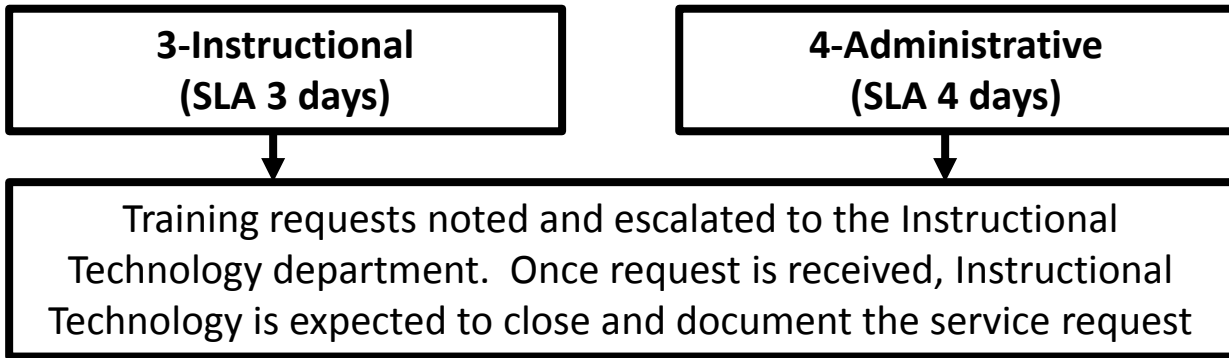 3-Instructional
(SLA 3 days)
4-Administrative
(SLA 4 days)
Training requests noted and escalated to the Instructional
Technology department.  Once request is received, Instructional
Technology is expected to close and document the service request